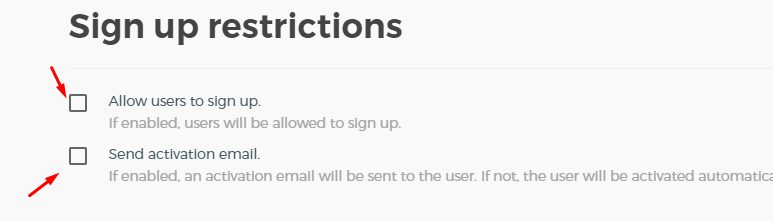 Sign up restrictions
Allow users to sign up.
If enabled, users will be allowed to sign up.
Send activation email.
If enabled, an activation email will be sent to the user. If not, the user will be activated automatica